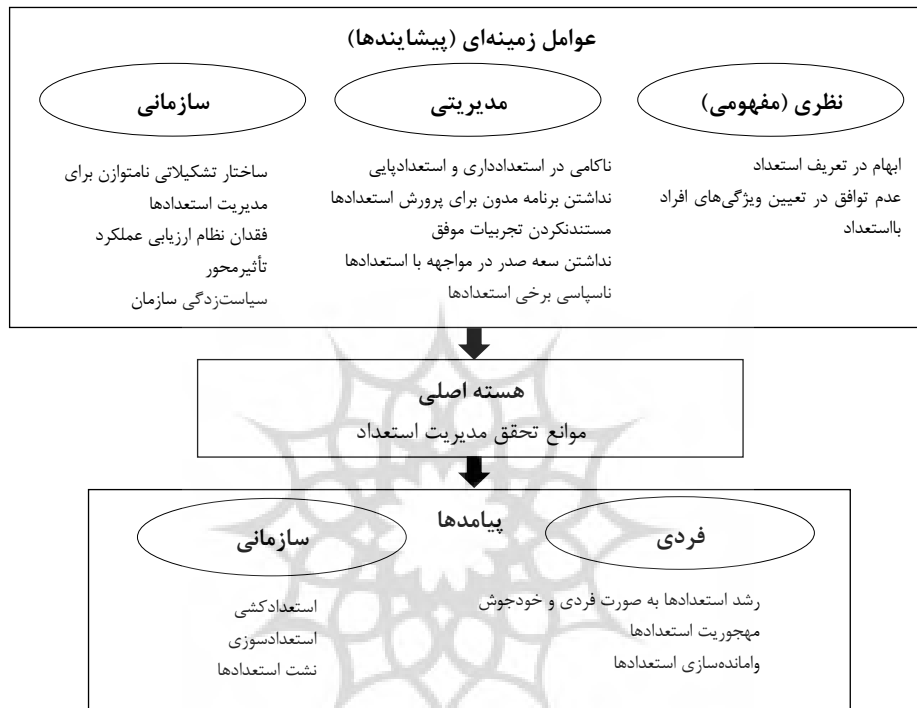 عوامل زمینه‌ای (پیشایندها)
نظری (مفهومی)
ابهام در تعریف استعداد
عدم توافق در تعیین ویژگی‌های افراد
بااستعداد
مدیریتی
ناکامی در استعدادداری و استعدادپایی
نداشتن برنامه مدون برای پرورش استعدادها
مستندنکردن تجربیات موفق
نداشتن سعه صدر در مواجهه با استعدادها
ناسپاسی برخی استعدادها
سازمانی
ساختار تشکیلاتی نامتوازن برای
مدیریت استعدادها
فقدان نظام ارزیابی عملکرد
تأثیرمحور
سیاست‌زدگی سازمان
هسته اصلی
موانع تحقق مدیریت استعداد
پیامدها
فردی
رشد استعدادها به صورت فردی و خودجوش
مهجوریت استعدادها
وامانده‌سازی استعدادها
سازمانی
استعدادکشی
استعدادسوزی
نشت استعدادها